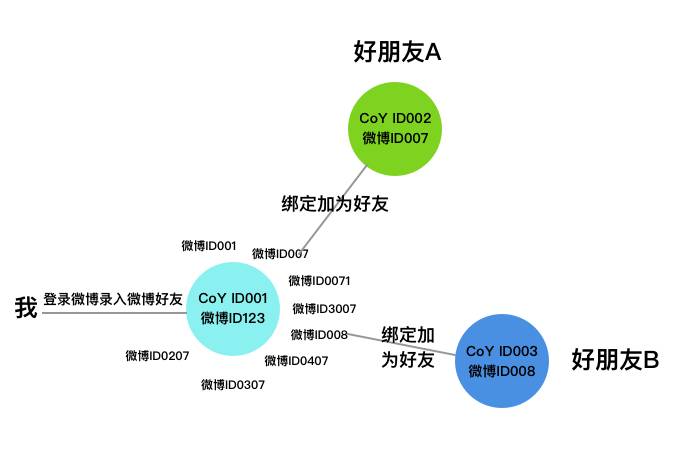 好朋友A
CoY ID002
微博ID007
绑定加为好友
微博ID001
微博ID007
微博ID0071
我
登录微博录入微博好友
CoY ID001
微博ID123
微博ID3007
微博ID008
绑定加
为好友
CoY ID003
微博ID008
好朋友B
微博ID0207
微博ID0407
微博ID0307